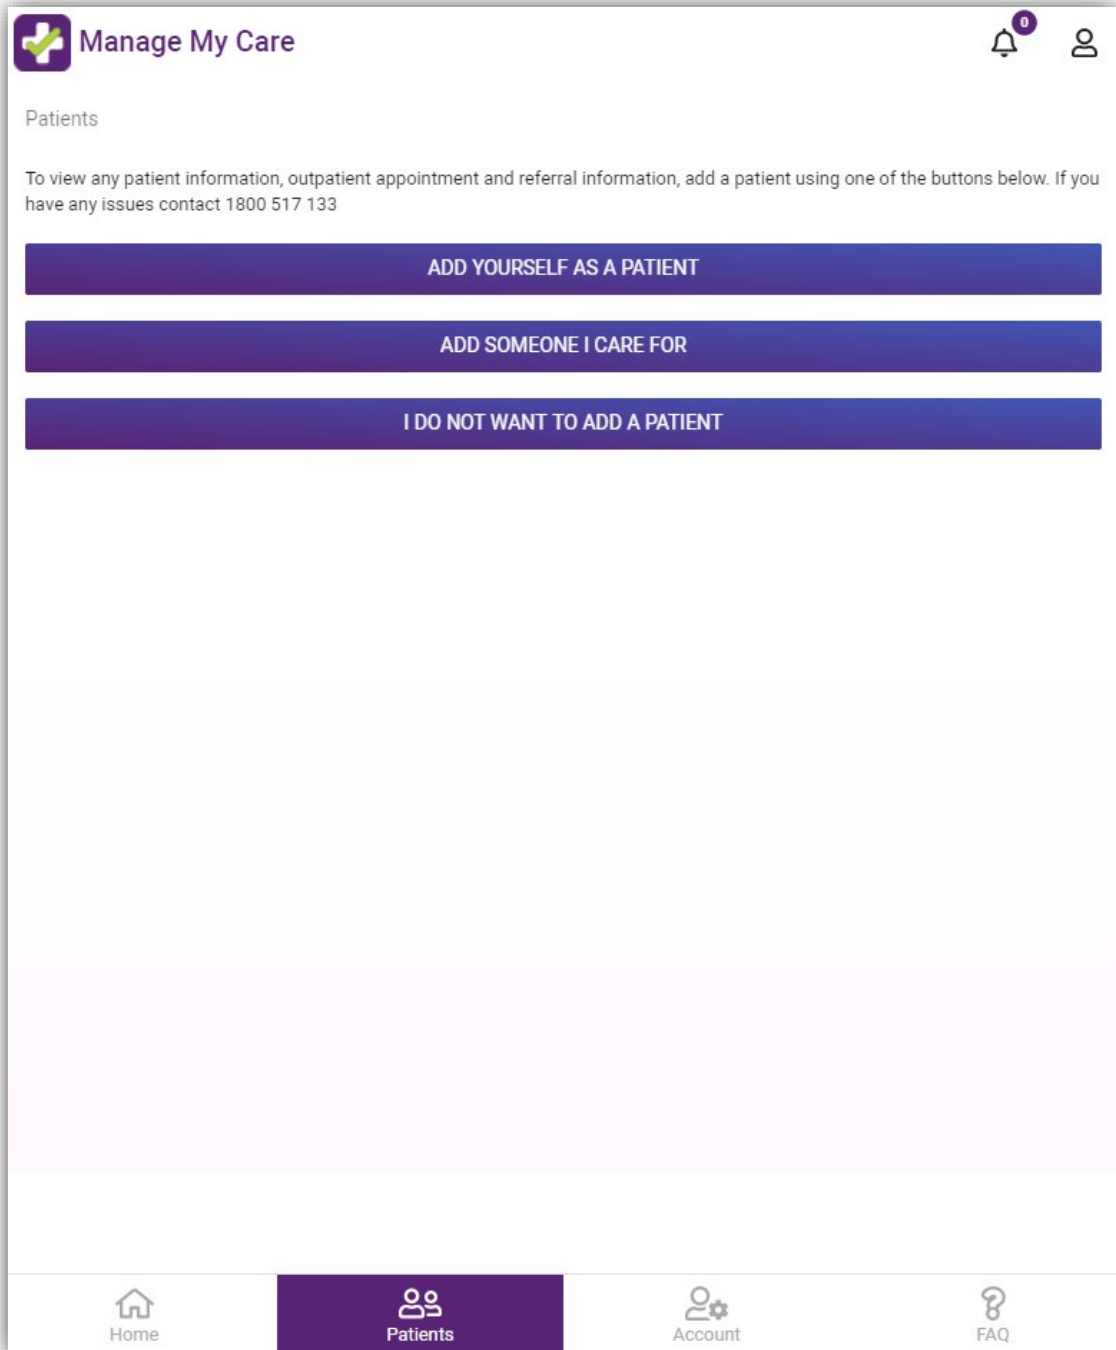 Manage My Care
0
Patients
To view any patient information, outpatient appointment and referral information, add a patient using one of the buttons below. If you
have any issues contact 1800 517 133
ADD YOURSELF AS A PATIENT
ADD SOMEONE I CARE FOR
I DO NOT WANT TO ADD A PATIENT
Home
Patients
Account
FAQ